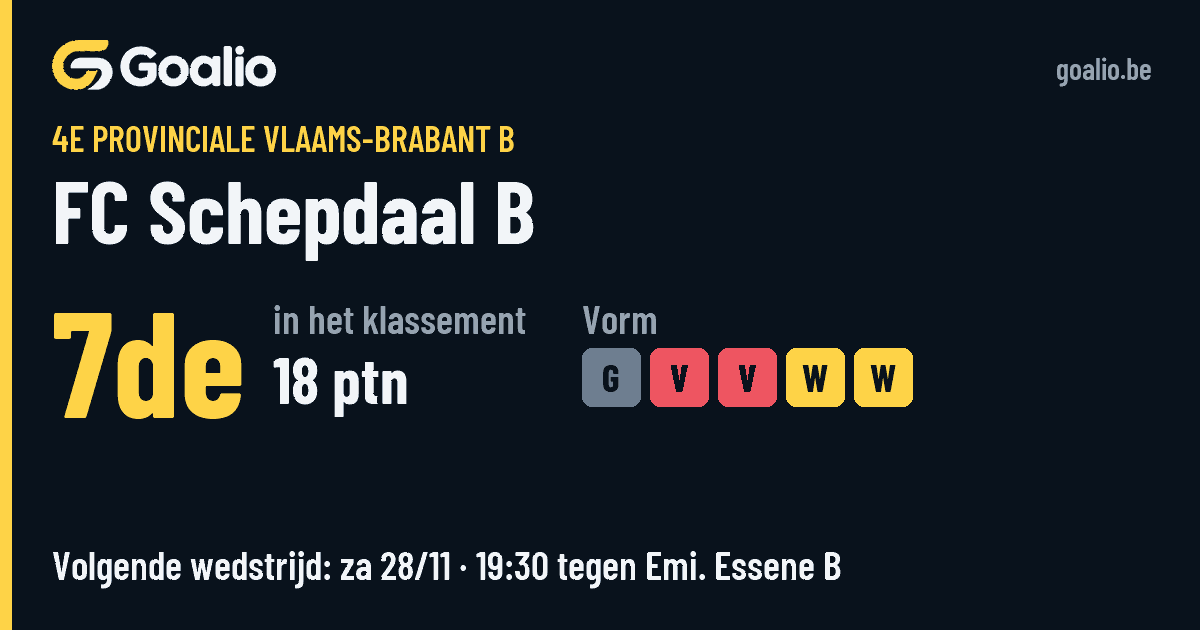 Goalio
goalio.be
4E PROVINCIALE VLAAMS-BRABANT B
FC Schepdaal B
7de
in het klassement
18 ptn
Vorm
G V V W W
Volgende wedstrijd: za 28/11 · 19:30 tegen Emi. Essene B